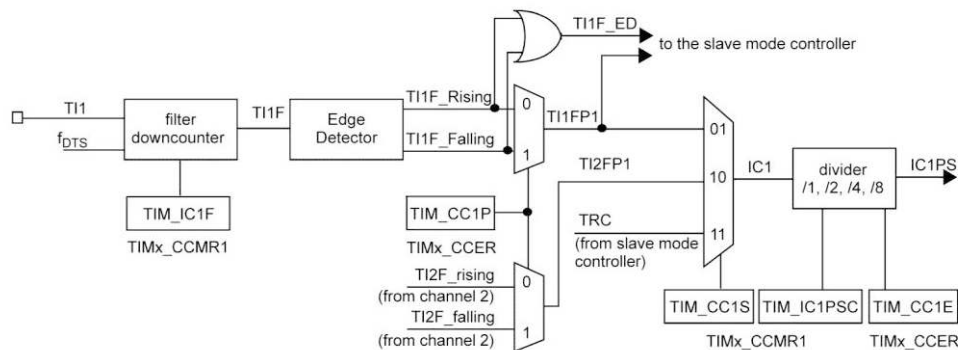 TI1F_ED
to the slave mode controller
TI1
f_DTS
filter
downcounter
TI1F
Edge
Detector
TI1F_Rising
TI1F_Falling
0
1
TI1FP1
TI2FP1
01
10
11
IC1
divider
/1, /2, /4, /8
IC1PS
TRC
(from slave mode
controller)
TIM_IC1F
TIMx_CCMR1
TIM_CC1P
TIMx_CCER
TI2F_rising
(from channel 2)
TI2F_falling
(from channel 2)
0
1
TIM_CC1S
TIM_IC1PSC
TIM_CC1E
TIMx_CCMR1
TIMx_CCER